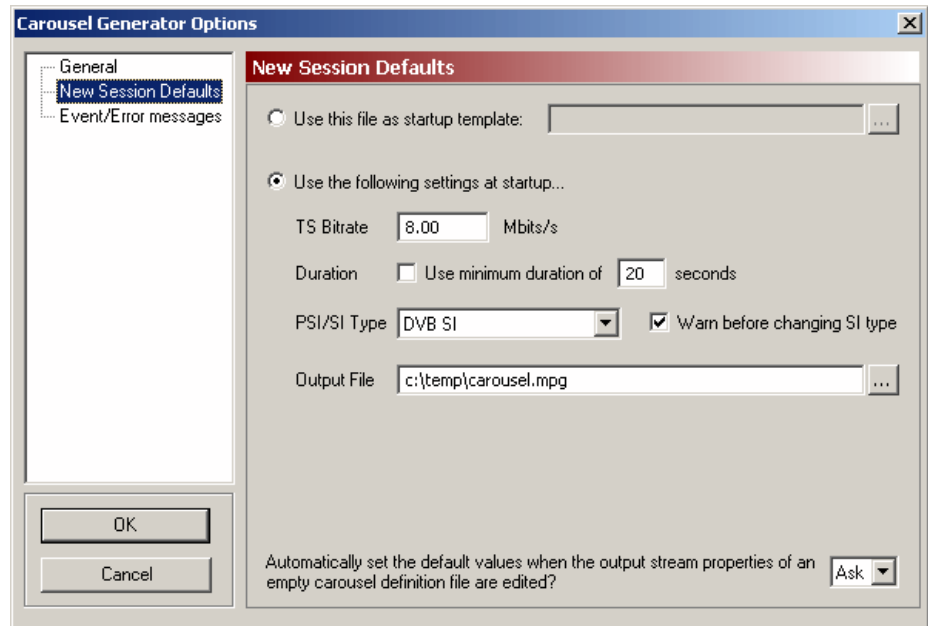 Carousel Generator Options
General
New Session Defaults
Event/Error messages
OK
Cancel
New Session Defaults
Use this file as startup template:
...
Use the following settings at startup...
TS Bitrate 8.00 Mbits/s
Duration Use minimum duration of 20 seconds
PSI/SI Type DVB SI Warn before changing SI type
Output File c:\temp\carousel.mpg ...
Automatically set the default values when the output stream properties of an
empty carousel definition file are edited?
Ask